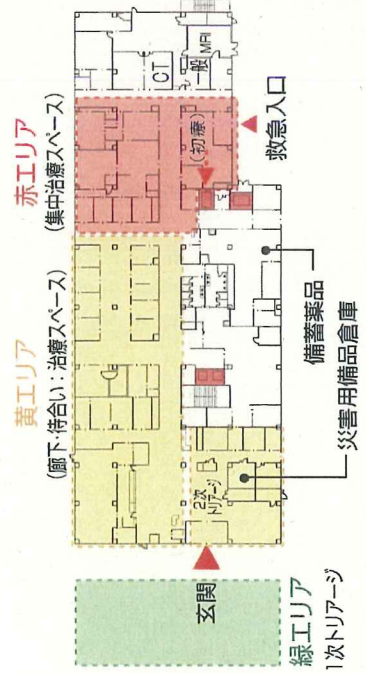 赤エリア
(集中治療スペース)
黄エリア
(廊下・待合い:治療スペース)
CT
一般
MRI
(初療)
救急入口
2次
トリアージ
備蓄薬品
災害用備品倉庫
玄関
緑エリア
1次トリアージ